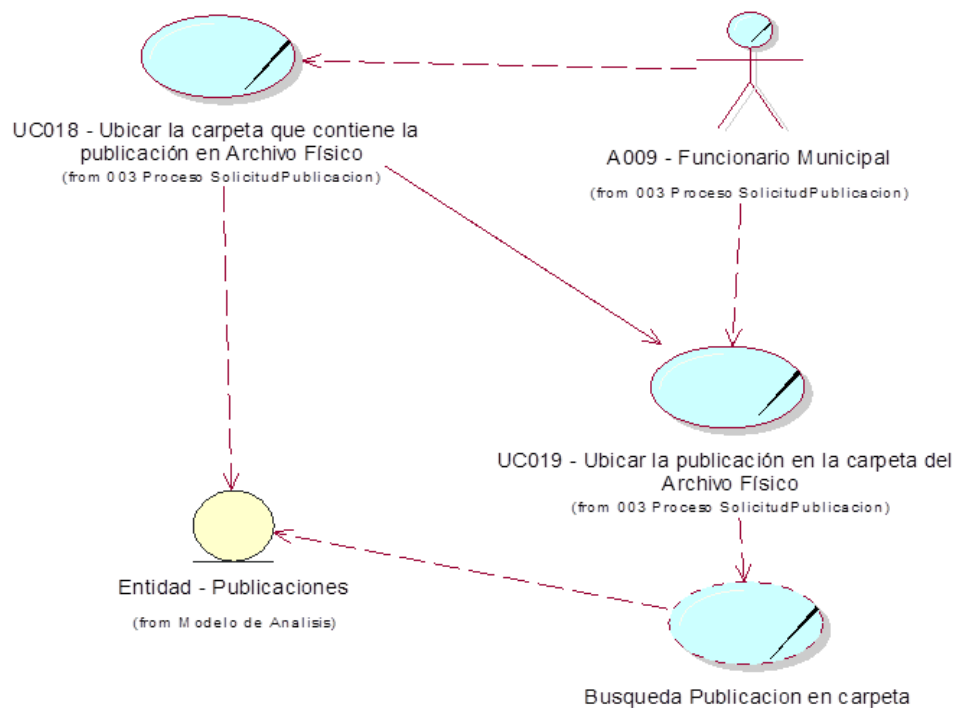 UC018 - Ubicar la carpeta que contiene la
publicación en Archivo Físico
(from 003 Proceso SolicitudPublicacion)
A009 - Funcionario Municipal
(from 003 Proceso SolicitudPublicacion)
UC019 - Ubicar la publicación en la carpeta del
Archivo Físico
(from 003 Proceso SolicitudPublicacion)
Entidad - Publicaciones
(from Modelo de Analisis)
Busqueda Publicacion en carpeta